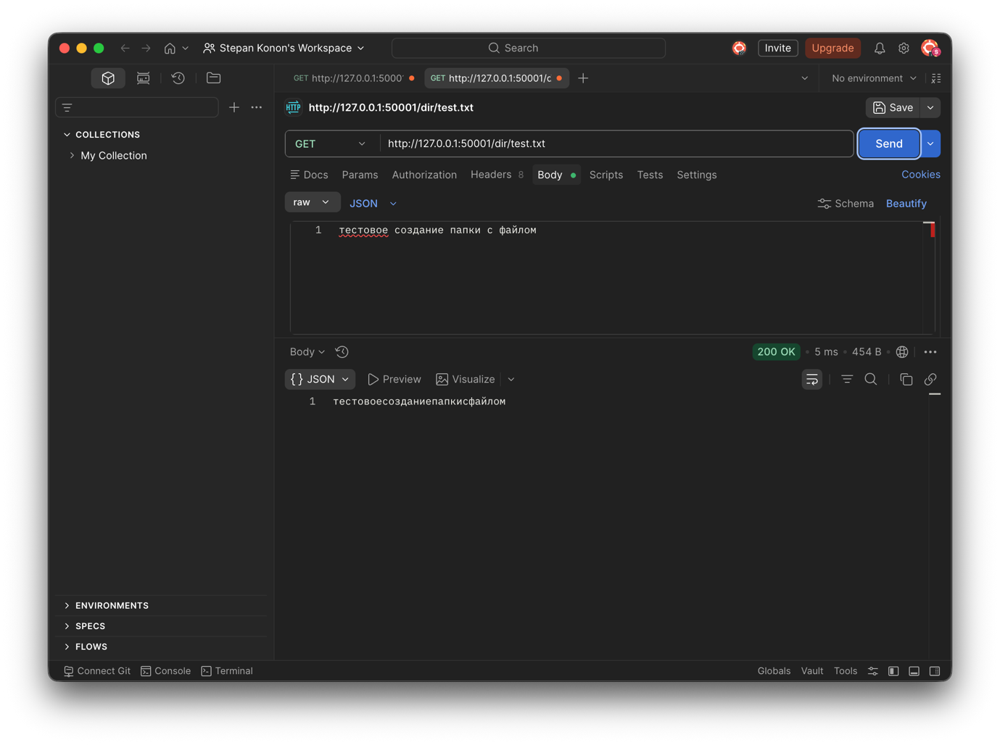 Stepan Konon's Workspace
Search
Invite
Upgrade
GET http://127.0.0.1:5000
GET http://127.0.0.1:50001/
No environment
HTTP http://127.0.0.1:50001/dir/test.txt
Save
COLLECTIONS
My Collection
GET http://127.0.0.1:50001/dir/test.txt
Send
Docs Params Authorization Headers 8 Body Scripts Tests Settings Cookies
raw JSON Schema Beautify
1 тестовое создание папки с файлом
Body 200 OK • 5 ms • 454 B •
{} JSON Preview Visualize
1 тестовоесозданиепапкисфайлом
ENVIRONMENTS
SPECS
FLOWS
Connect Git Console Terminal Globals Vault Tools